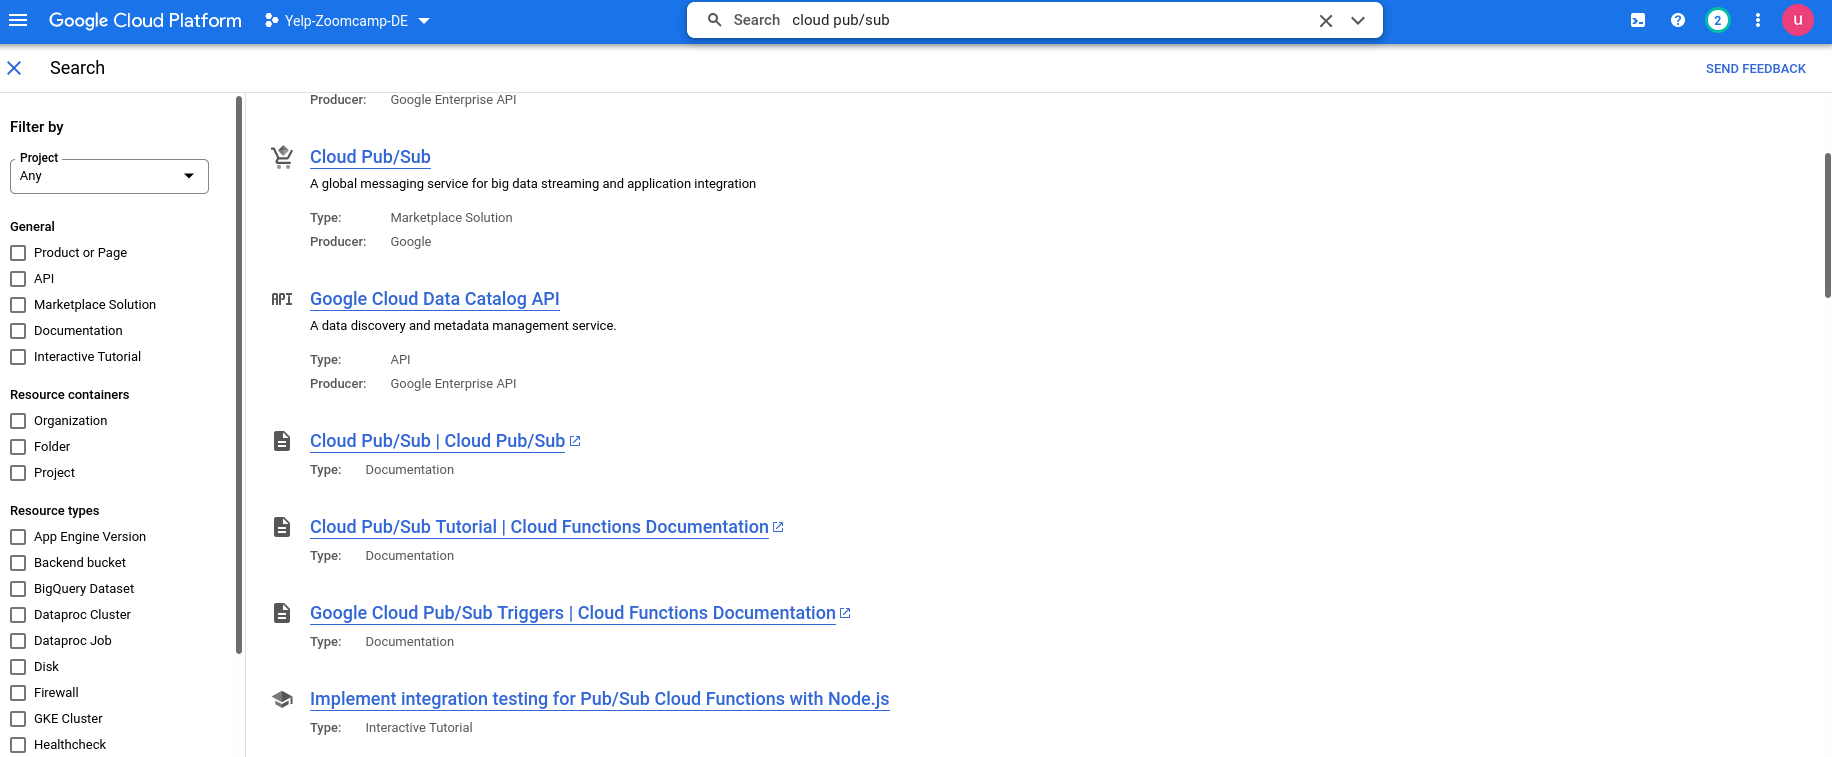 Google Cloud Platform
Yelp-Zoomcamp-DE
Search cloud pub/sub
2
u
Search
SEND FEEDBACK
Filter by
Project
Any
General
Product or Page
API
Marketplace Solution
Documentation
Interactive Tutorial
Resource containers
Organization
Folder
Project
Resource types
App Engine Version
Backend bucket
BigQuery Dataset
Dataproc Cluster
Dataproc Job
Disk
Firewall
GKE Cluster
Healthcheck
Producer: Google Enterprise API
Cloud Pub/Sub
A global messaging service for big data streaming and application integration
Type: Marketplace Solution
Producer: Google
API
Google Cloud Data Catalog API
A data discovery and metadata management service.
Type: API
Producer: Google Enterprise API
Cloud Pub/Sub | Cloud Pub/Sub
Type: Documentation
Cloud Pub/Sub Tutorial | Cloud Functions Documentation
Type: Documentation
Google Cloud Pub/Sub Triggers | Cloud Functions Documentation
Type: Documentation
Implement integration testing for Pub/Sub Cloud Functions with Node.js
Type: Interactive Tutorial